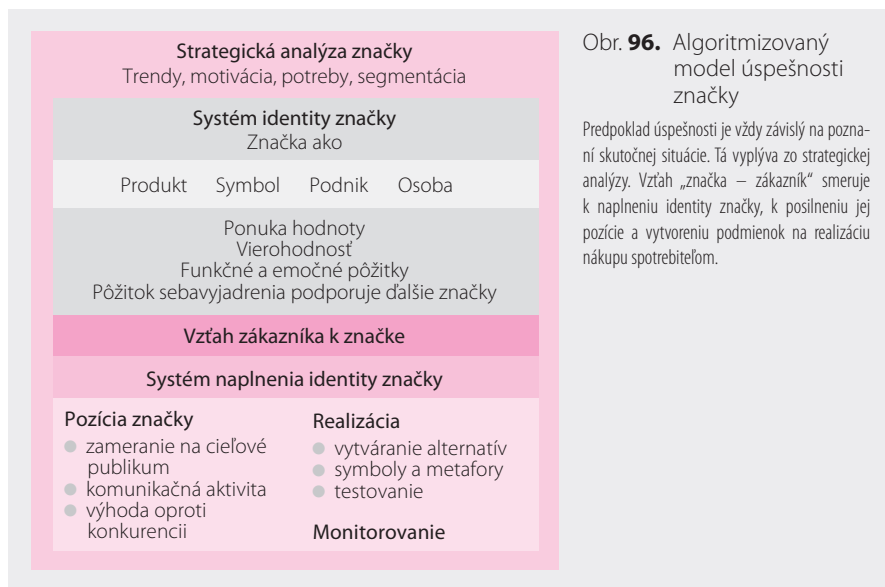 Strategická analýza značky
Trendy, motivácia, potreby, segmentácia
Systém identity značky
Značka ako
Produkt Symbol Podnik Osoba
Ponuka hodnoty
Vierohodnosť
Funkčné a emočné pôžitky
Pôžitok sebavyjadrenia podporuje ďalšie značky
Vzťah zákazníka k značke
Systém naplnenia identity značky
Pozícia značky
zameranie na cieľové
publikum
komunikačná aktivita
výhoda oproti
konkurencii
Realizácia
vytváranie alternatív
symboly a metafory
testovanie
Monitorovanie
Obr. 96. Algoritmizovaný
model úspešnosti
značky
Predpoklad úspešnosti je vždy závislý na pozna-
ní skutočnej situácie. Tá vyplýva zo strategickej
analýzy. Vzťah „značka – zákazník“ smeruje
k naplneniu identity značky, k posilneniu jej
pozície a vytvoreniu podmienok na realizáciu
nákupu spotrebiteľom.